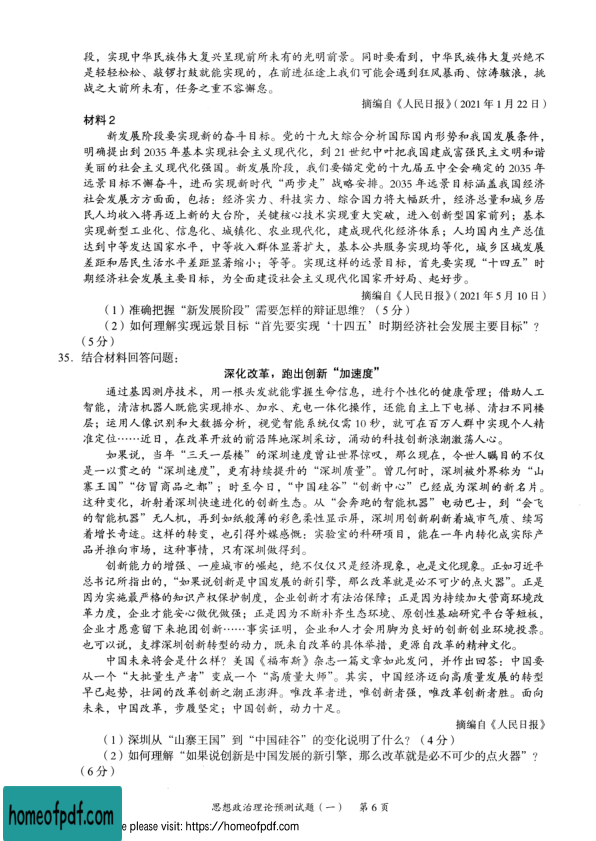 段，实现中华民族伟大复兴呈现前所未有的光明前景。同时要看到，中华民族伟大复兴绝不
是轻轻松松、敲锣打鼓就能实现的，在前进征途上我们可能会遇到狂风暴雨、惊涛骇浪，挑
战之大前所未有，任务之重不容懈怠。
摘编自《人民日报》（2021 年 1 月 22 日）
材料 2
新发展阶段要实现新的奋斗目标。党的十九大综合分析国际国内形势和我国发展条件，
明确提出到 2035 年基本实现社会主义现代化，到 21 世纪中叶把我国建成富强民主文明和谐
美丽的社会主义现代化强国。新发展阶段，我们要锚定党的十九届五中全会确定的 2035 年
远景目标不懈奋斗，进而实现新时代“两步走”战略安排。2035 年远景目标涵盖我国经济
社会发展方方面面，包括：经济实力、科技实力、综合国力将大幅跃升，经济总量和城乡居
民人均收入将再迈上新的大台阶，关键核心技术实现重大突破，进入创新型国家前列；基本
实现新型工业化、信息化、城镇化、农业现代化，建成现代化经济体系；人均国内生产总值
达到中等发达国家水平，中等收入群体显著扩大，基本公共服务实现均等化，城乡区域发展
差距和居民生活水平差距显著缩小；等等。实现这样的远景目标，首先要实现“十四五”时
期经济社会发展主要目标，为全面建设社会主义现代化国家开好局、起好步。
摘编自《人民日报》（2021 年 5 月 10 日）
（1）准确把握“新发展阶段”需要怎样的辩证思维？（5 分）
（2）如何理解实现远景目标“首先要实现‘十四五’时期经济社会发展主要目标”？
（5 分）
35. 结合材料回答问题：
深化改革，跑出创新“加速度”
通过基因测序技术，用一根头发就能掌握生命信息，进行个性化的健康管理；借助人工
智能，清洁机器人既能实现排水、加水、充电一体化操作，还能自主上下电梯、清扫不同楼
层；运用人像识别和大数据分析，视觉智能系统仅需 10 秒，就可在百万人群中实现个人精
准定位……近日，在改革开放的前沿阵地深圳采访，涌动的科技创新浪潮激荡人心。
如果说，当年“三天一层楼”的深圳速度曾让世界惊叹，那么现在，令世人瞩目的不仅
是一以贯之的“深圳速度”，更有持续提升的“深圳质量”。曾几何时，深圳被外界称为“山
寨王国”“仿冒商品之都”；时至今日，“中国硅谷”“创新中心”已经成为深圳的新名片。
这种变化，折射着深圳快速进化的创新生态。从“会奔跑的智能机器”电动巴士，到“会飞
的智能机器”无人机，再到如纸般薄的彩色柔性显示屏，深圳用创新刷新着城市气质、续写
着增长奇迹。这样的转变，也引得外媒感慨：实验室的科研项目，能在一年内转化成实际产
品并推向市场，这种事情，只有深圳做得到。
创新能力的增强、一座城市的崛起，绝不仅仅只是经济现象，也是文化现象。正如习近平
总书记所指出的，“如果说创新是中国发展的新引擎，那么改革就是必不可少的点火器”。正是
因为实施最严格的知识产权保护制度，企业创新才有法治保障；正是因为持续加大营商环境改
革力度，企业才能安心做优做强；正是因为不断补齐生态环境、原创性基础研究平台等短板，
企业才愿意留下来抱团创新……事实证明，企业和人才会用脚为良好的创新创业环境投票。
也可以说，支撑深圳创新转型的动力，既来自改革的具体举措，更源自改革的精神文化。
中国未来将会是什么样？美国《福布斯》杂志一篇文章如此发问，并作出回答：中国要
从一个“大批量生产者”变成一个“高质量大师”。其实，中国经济迈向高质量发展的转型
早已起势，壮阔的改革创新之潮正澎湃。唯改革者进，唯创新者强，唯改革创新者胜。面向
未来，中国改革，步履坚定；中国创新，动力十足。
摘编自《人民日报》
（1）深圳从“山寨王国”到“中国硅谷”的变化说明了什么？（4 分）
（2）如何理解“如果说创新是中国发展的新引擎，那么改革就是必不可少的点火器”？
（6 分）
思想政治理论预测试题（一） 第 6 页
homeofpdf.com
e please visit: https://homeofpdf.com